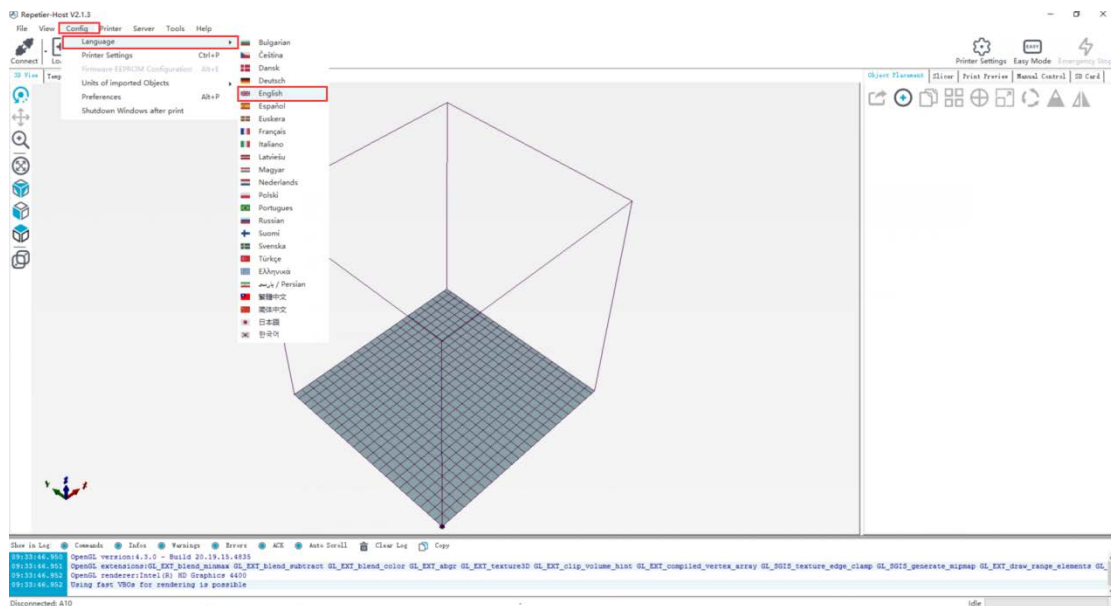 Repetier-Host V2.1.3
File View Config Printer Server Tools Help
Connect
Language
Printer Settings Ctrl+P
Firmware EEPROM Configuration Alt+E
Units of imported Objects
Preferences Alt+P
Shutdown Windows after print
Bulgarian
Čeština
Dansk
Deutsch
English
Español
Euskera
Français
Italiano
Latviešu
Magyar
Nederlands
Polski
Portugues
Russian
Suomi
Svenska
Türkçe
Ελληνικά
/ Persian
繁體中文
简体中文
日本語
한국어
Printer Settings Easy Mode Emergency Stop
EASY
3D View
Object Placement Slicer Print Preview Manual Control SD Card
Show in Log: Commands Infos Warnings Errors ACK Auto Scroll Clear Log Copy
09:33:46.950 OpenGL version:4.3.0 - Build 20.19.15.4835
09:33:46.951 OpenGL extensions:GL_EXT_blend_minmax GL_EXT_blend_subtract GL_EXT_blend_color GL_EXT_abgr GL_EXT_texture3D GL_EXT_clip_volume_hint GL_EXT_compiled_vertex_array GL_SGIS_texture_edge_clamp GL_SGIS_generate_mipmap GL_EXT_draw_range_elements GL_
09:33:46.952 OpenGL renderer:Intel(R) HD Graphics 4400
09:33:46.952 Using fast VBOs for rendering is possible
Disconnected: A10
Idle